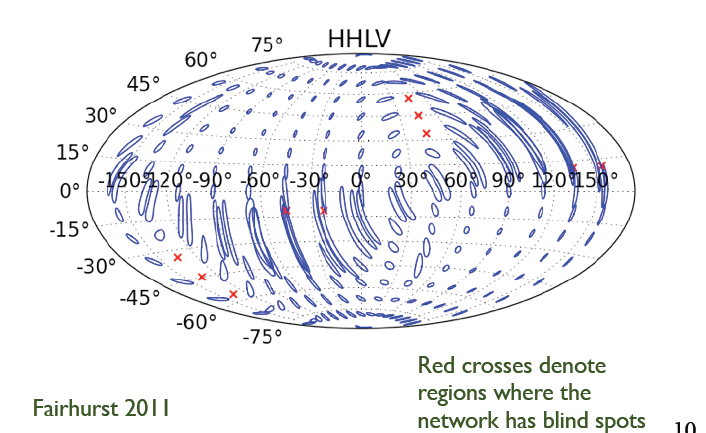 HHLV
75°
60°
45°
30°
15°
0°
-15°
-30°
-45°
-60°
-75°
-150°-120°-90° -60° -30° 0° 30° 60° 90° 120°150°
Red crosses denote
regions where the
network has blind spots
Fairhurst 2011
10